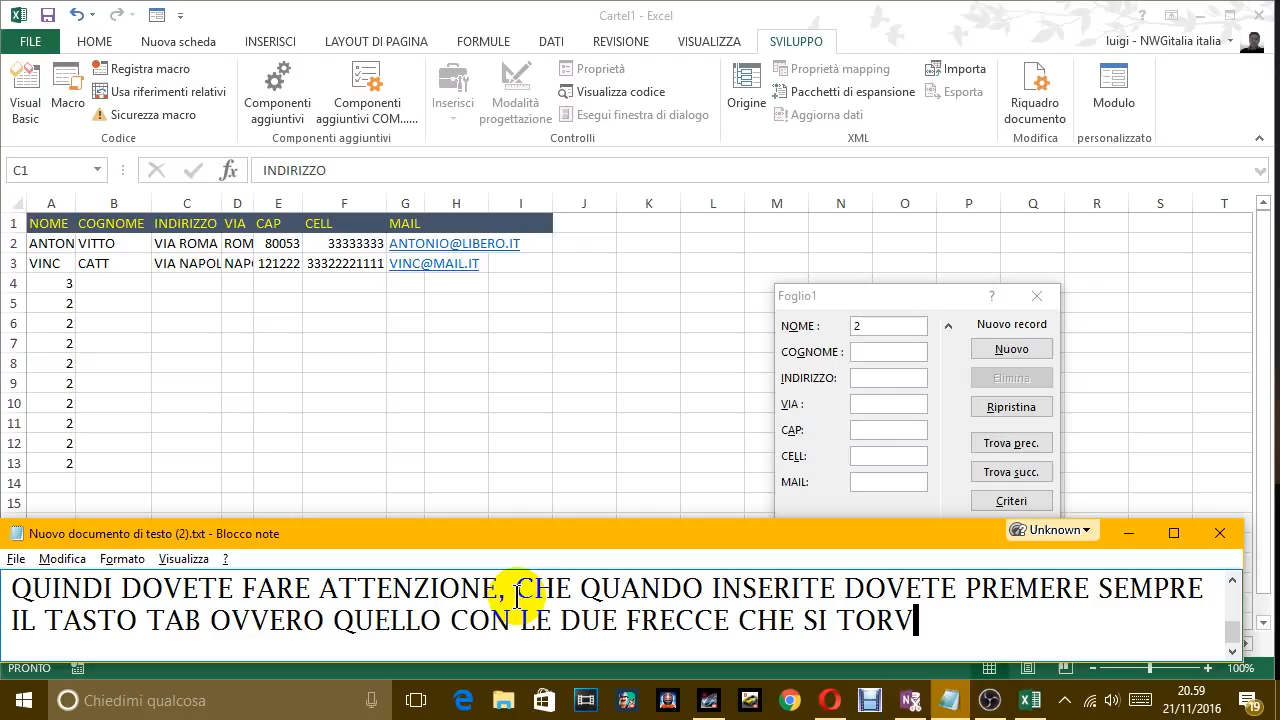 Cartel1 - Excel
FILE HOME Nuova scheda INSERISCI LAYOUT DI PAGINA FORMULE DATI REVISIONE VISUALIZZA SVILUPPO luigi - NWGitalia italia
Visual Basic
Macro
Registra macro
Usa riferimenti relativi
Sicurezza macro
Codice
Componenti aggiuntivi
Componenti aggiuntivi COM...
Componenti aggiuntivi
Inserisci
Modalità progettazione
Proprietà
Visualizza codice
Esegui finestra di dialogo
Controlli
Origine
Proprietà mapping
Pacchetti di espansione
Aggiorna dati
Importa
Esporta
XML
Riquadro documento
Modifica
Modulo
personalizzato
C1 fx INDIRIZZO
A B C D E F G H I J K L M N O P Q R S T
1 NOME COGNOME INDIRIZZO VIA CAP CELL MAIL
2 ANTON VITTO VIA ROMA ROM 80053 33333333 ANTONIO@LIBERO.IT
3 VINC CATT VIA NAPOL NAP 121222 33322221111 VINC@MAIL.IT
4 3
5 2
6 2
7 2
8 2
9 2
10 2
11 2
12 2
13 2
14
15
Foglio1 ?
NOME : 2
COGNOME :
INDIRIZZO:
VIA :
CAP:
CELL:
MAIL:
Nuovo record
Nuovo
Elimina
Ripristina
Trova prec.
Trova succ.
Criteri
Nuovo documento di testo (2).txt - Blocco note
Unknown
File Modifica Formato Visualizza ?
QUINDI DOVETE FARE ATTENZIONE, CHE QUANDO INSERITE DOVETE PREMERE SEMPRE
IL TASTO TAB OVVERO QUELLO CON LE DUE FRECCE CHE SI TORV
PRONTO 100%
Chiedimi qualcosa
20.59
21/11/2016
19